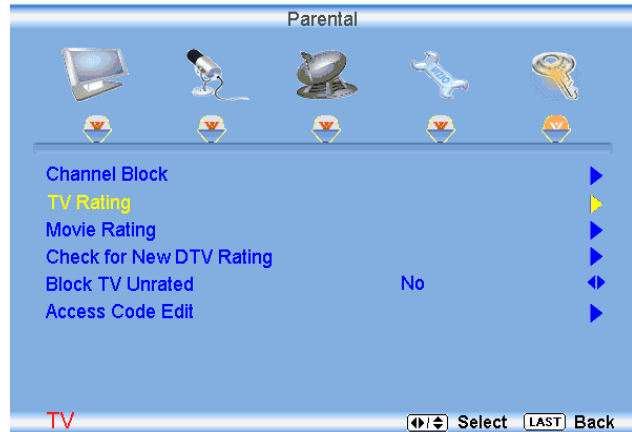 Parental
Channel Block
TV Rating
Movie Rating
Check for New DTV Rating
Block TV Unrated No
Access Code Edit
TV Select LAST Back